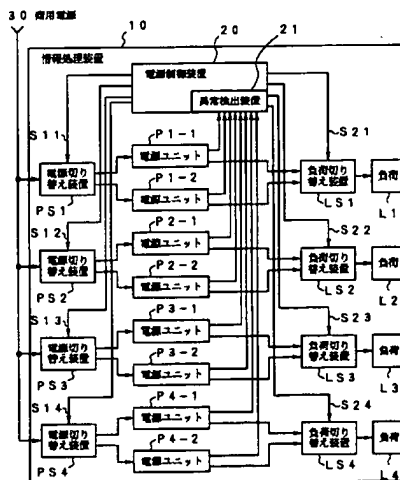 30 商用電源
10
20
21
情報処理装置
電源制御装置
異常検出装置
S11
P1-1
S21
電源切り
替え装置
電源ユニット
負荷切り
替え装置
負荷
P1-2
PS1
電源ユニット
LS1
L1
S12
P2-1
S22
電源切り
替え装置
電源ユニット
負荷切り
替え装置
負荷
P2-2
PS2
電源ユニット
LS2
L2
S13
P3-1
S23
電源切り
替え装置
電源ユニット
負荷切り
替え装置
負荷
P3-2
PS3
電源ユニット
LS3
L3
S14
P4-1
S24
電源切り
替え装置
電源ユニット
負荷切り
替え装置
負荷
P4-2
PS4
電源ユニット
LS4
L4